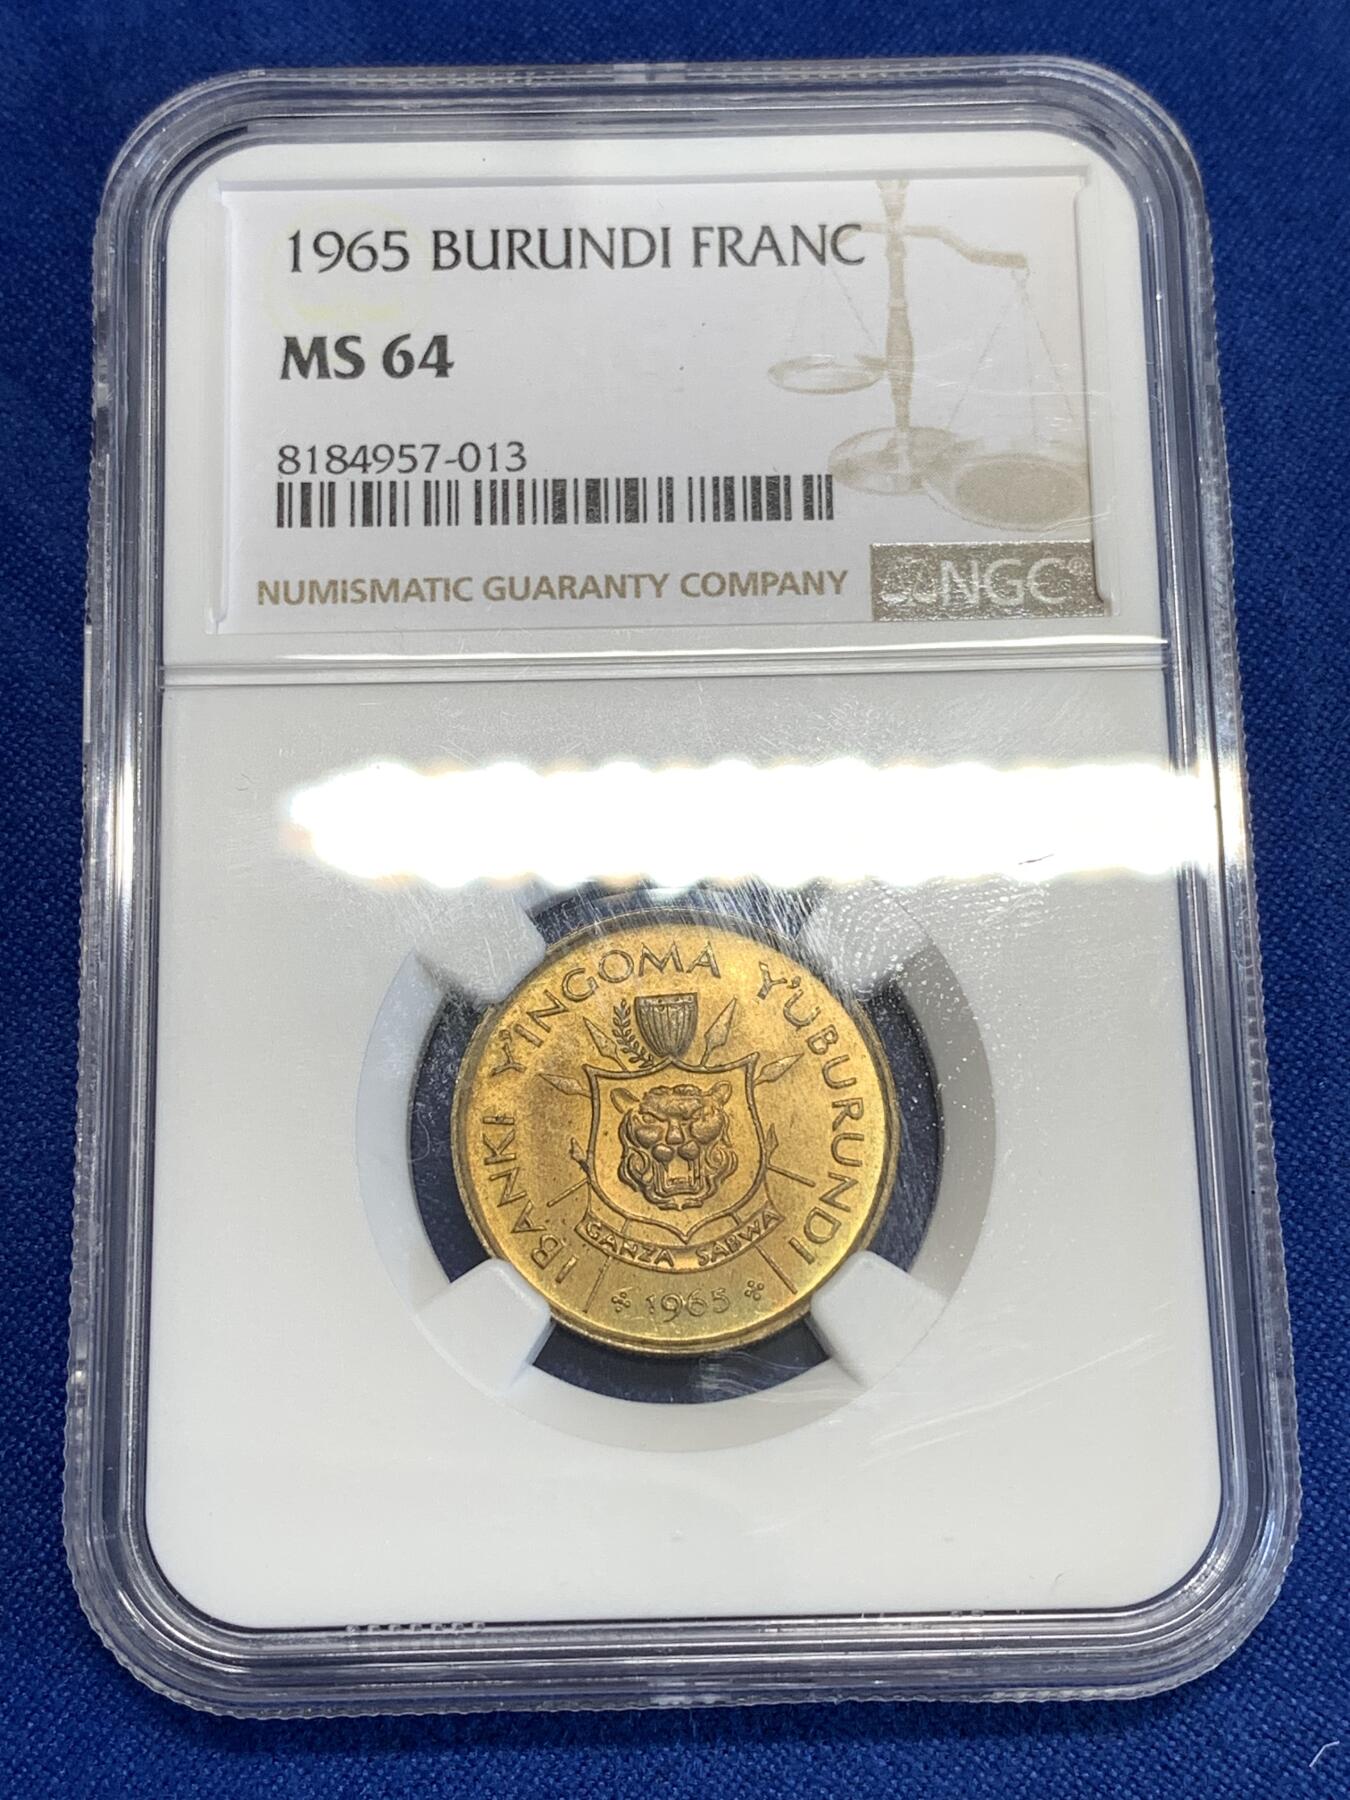 1965 BURUNDI FRANC
MS 64
8184957-013
NUMISMATIC GUARANTY COMPANY
NGC®
IBANKI Y'INGOMA Y'UBURUNDI
GANZA SABWA
1965